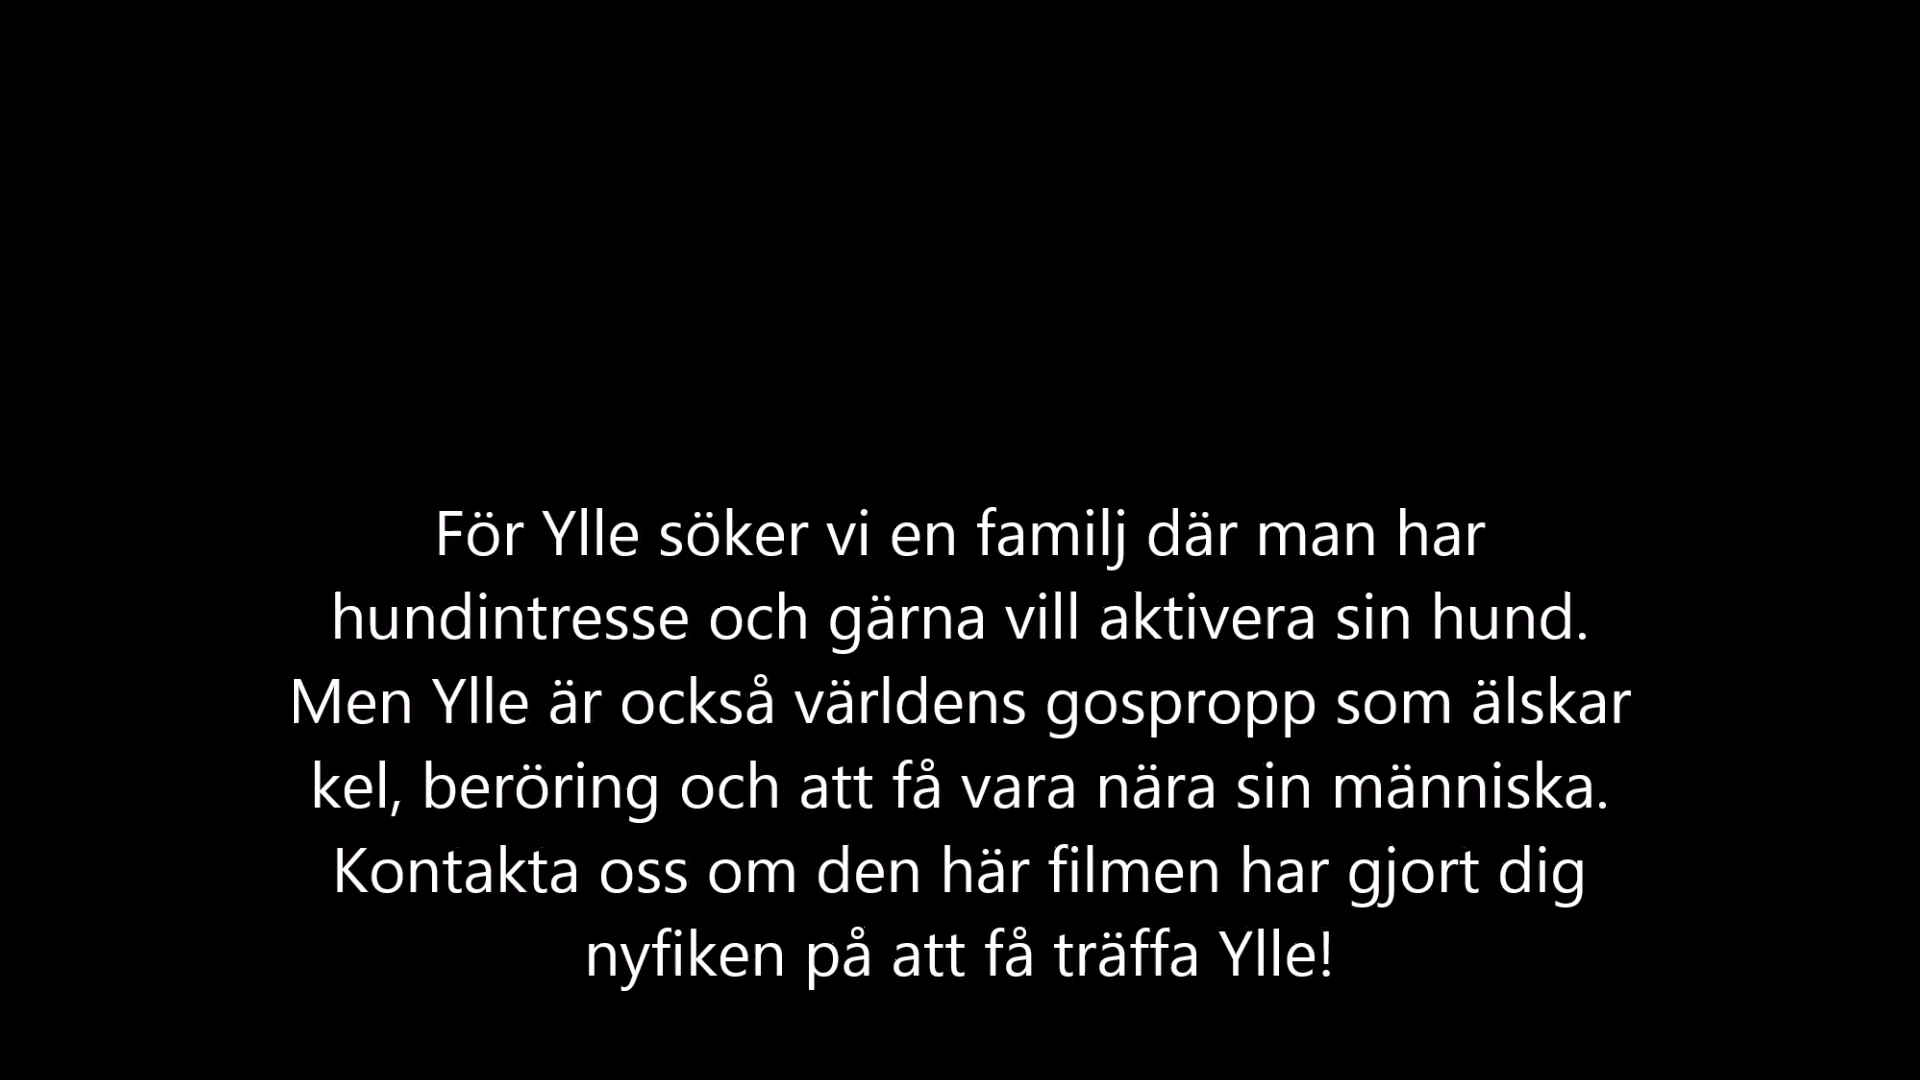 För Ylle söker vi en familj där man har
hundintresse och gärna vill aktivera sin hund.
Men Ylle är också världens gospropp som älskar
kel, beröring och att få vara nära sin människa.
Kontakta oss om den här filmen har gjort dig
nyfiken på att få träffa Ylle!